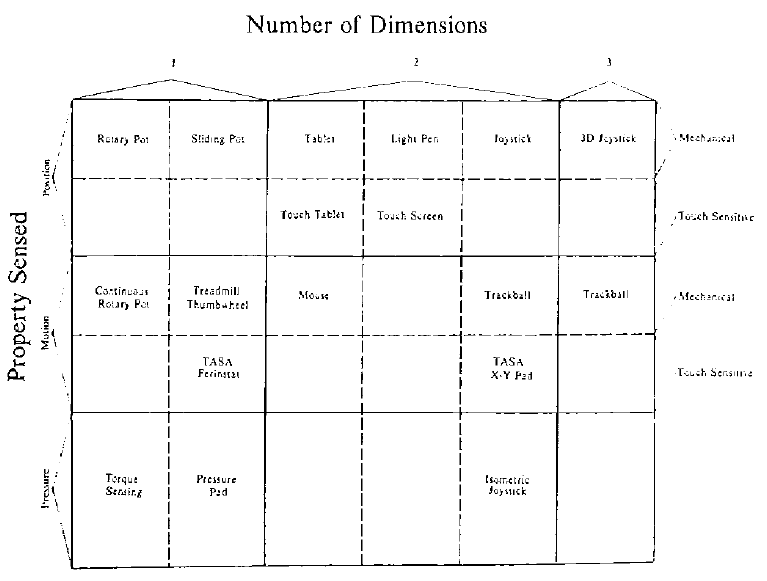 Number of Dimensions
1
2
3
Property Sensed
Position
Rotary Pot
Sliding Pot
Tablet
Light Pen
Joystick
3D Joystick
Mechanical
Touch Tablet
Touch Screen
Touch Sensitive
Motion
Continuous
Rotary Pot
Treadmill
Thumbwheel
Mouse
Trackball
Trackball
Mechanical
TASA
Ferinstat
TASA
X-Y Pad
Touch Sensitive
Pressure
Torque
Sensing
Pressure
Pad
Isometric
Joystick